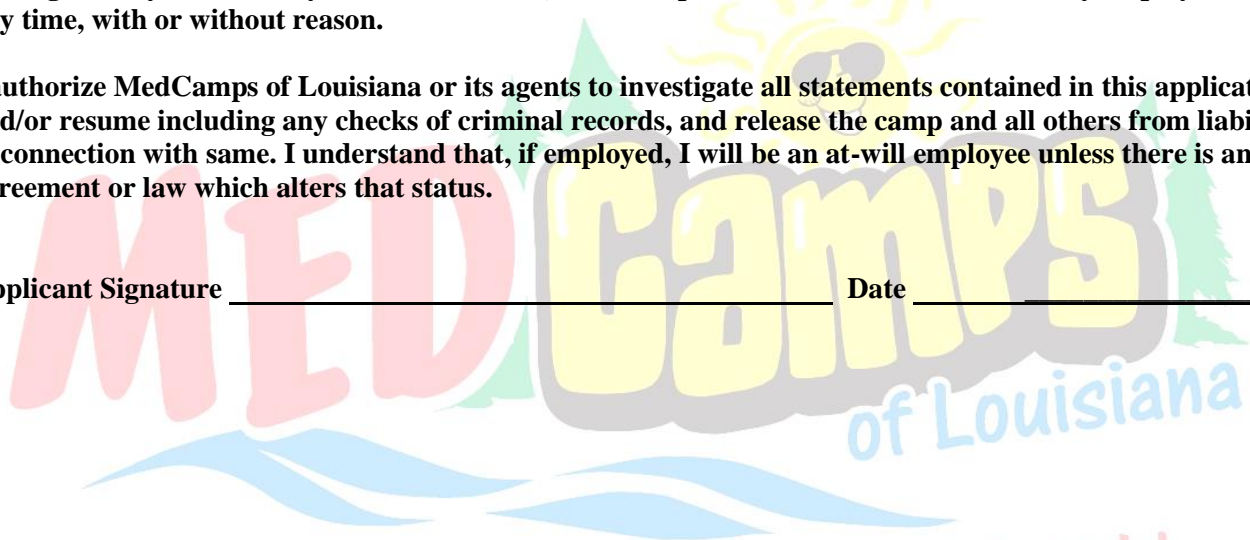 y time, with or without reason.
uthorize MedCamps of Louisiana or its agents to investigate all statements contained in this applicat
d/or resume including any checks of criminal records, and release the camp and all others from liabi
connection with same. I understand that, if employed, I will be an at-will employee unless there is an
reement or law which alters that status.
pplicant Signature Date
MED Camps
of Louisiana